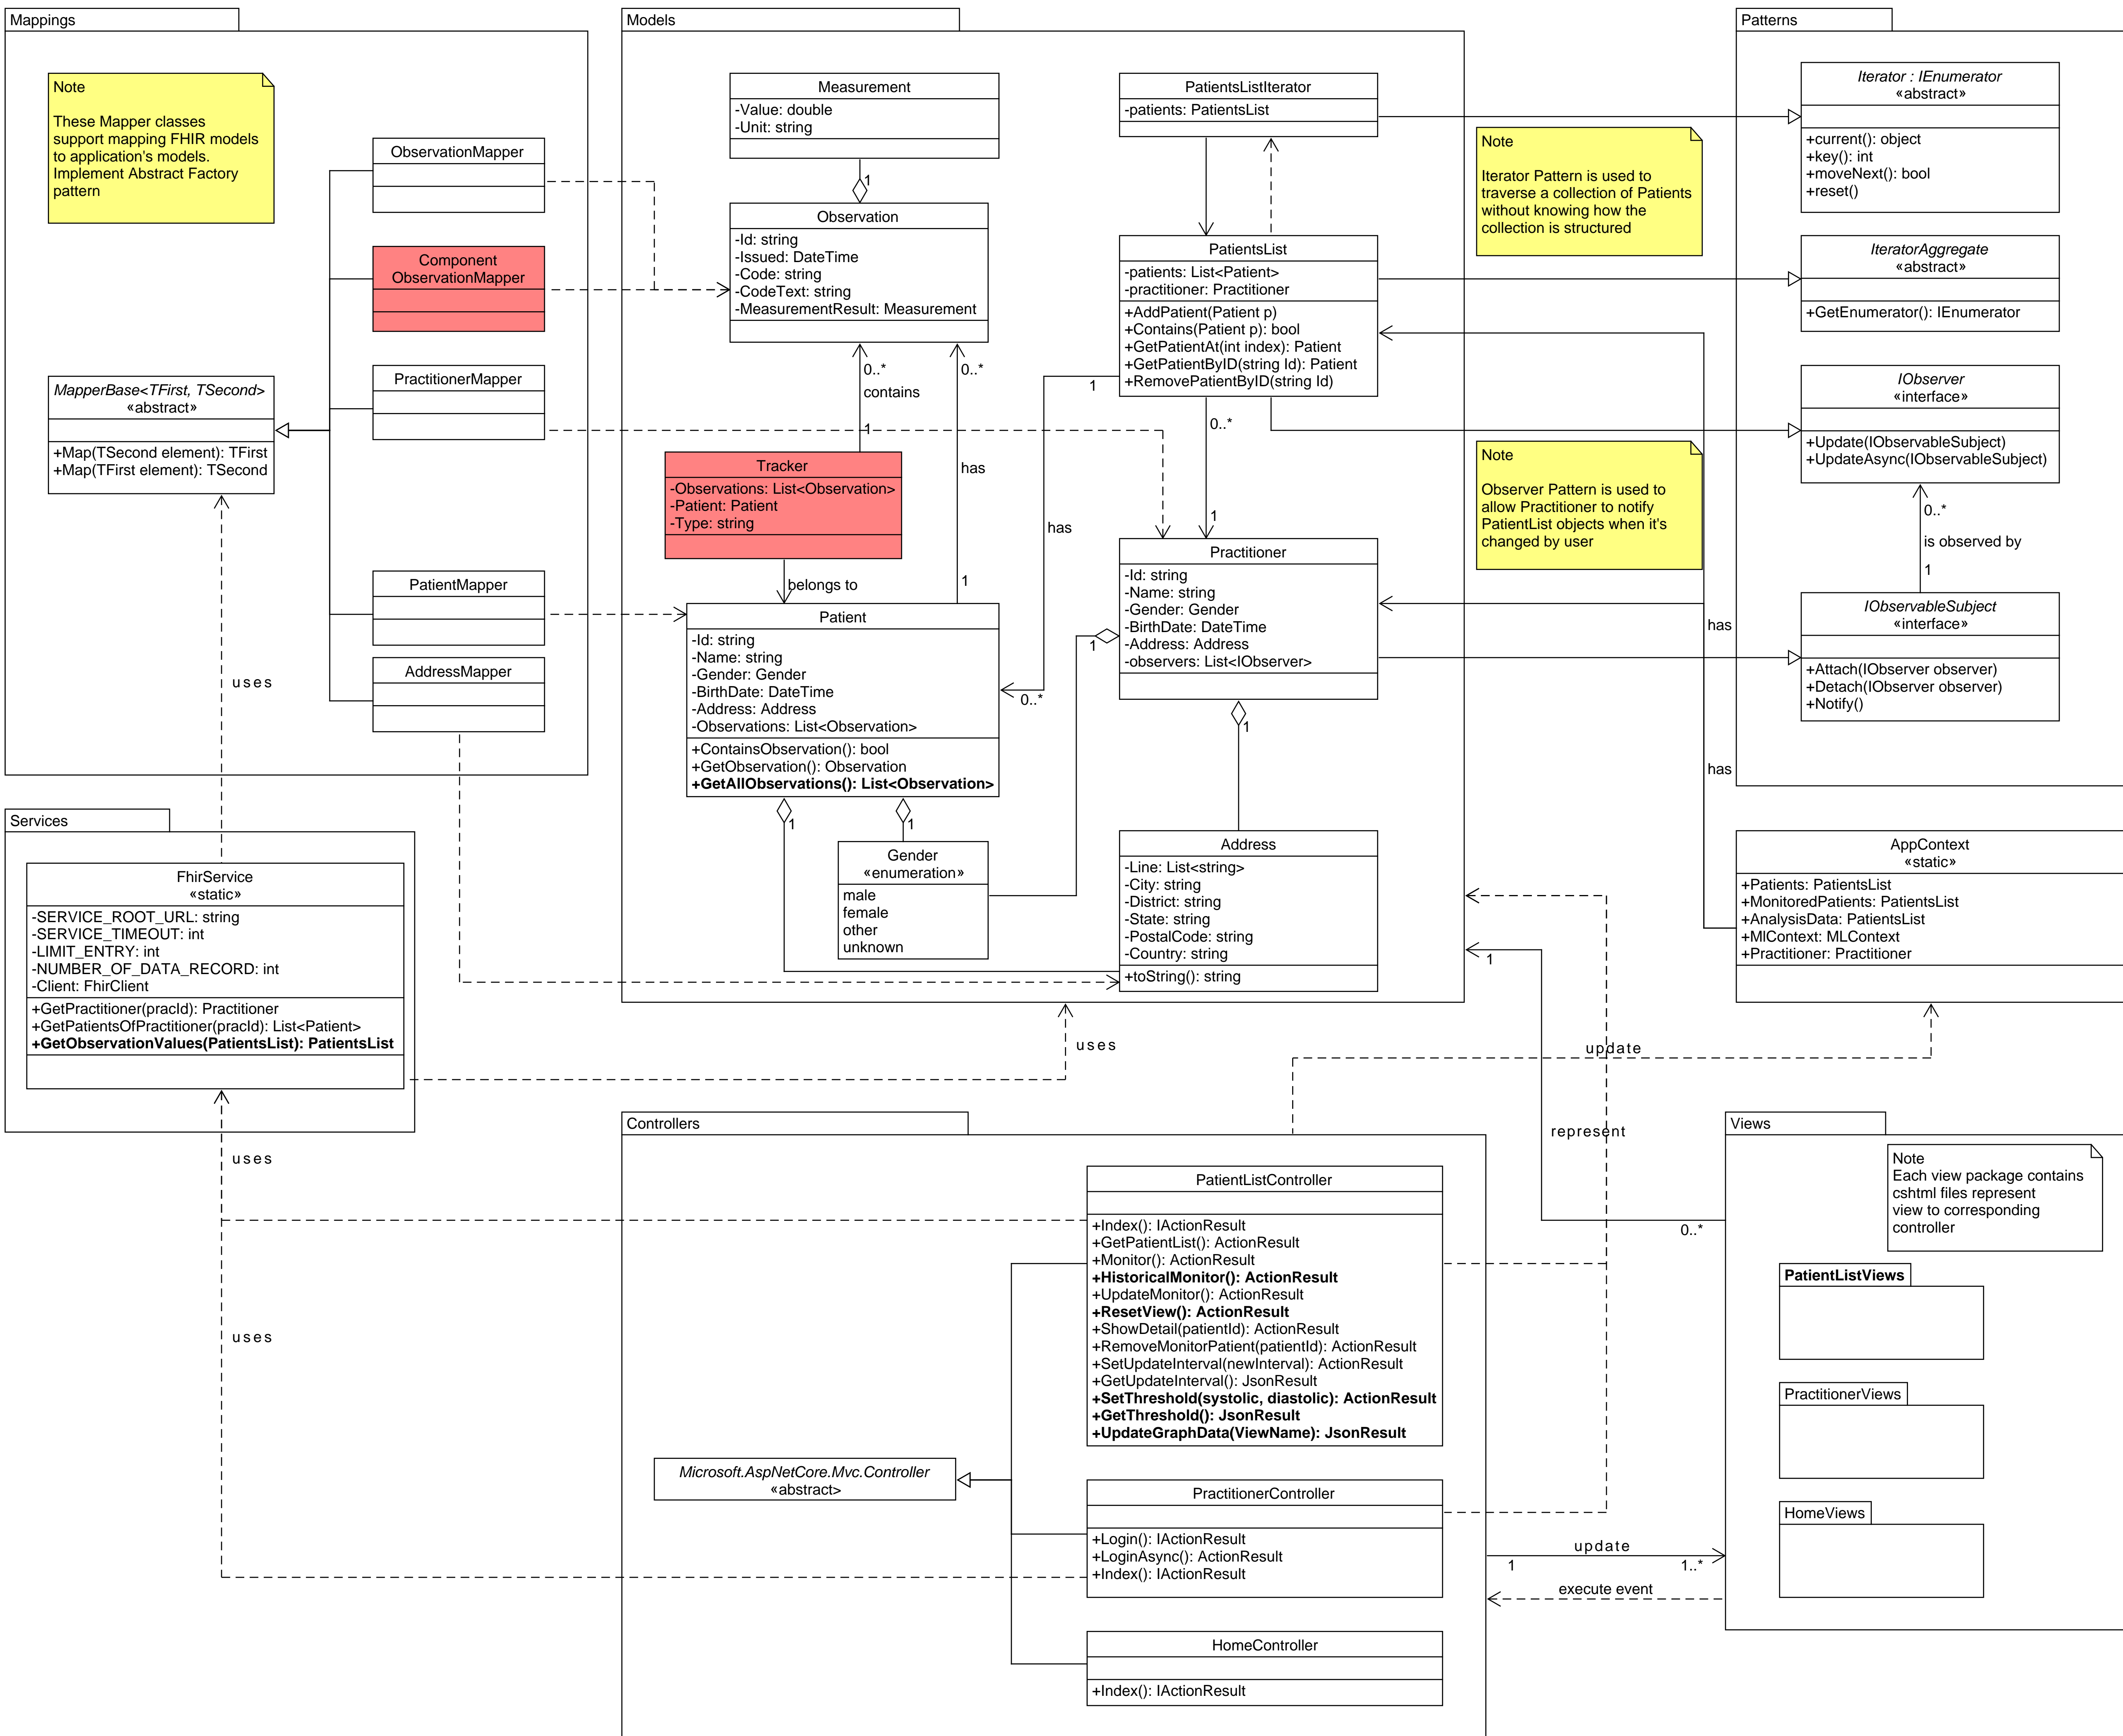 Mappings
Note
These Mapper classes
support mapping FHIR models
to application's models.
Implement Abstract Factory
pattern
ObservationMapper
Component
ObservationMapper
PractitionerMapper
MapperBase<TFirst, TSecond>
«abstract»
+Map(TSecond element): TFirst
+Map(TFirst element): TSecond
PatientMapper
AddressMapper
uses
Services
FhirService
«static»
-SERVICE_ROOT_URL: string
-SERVICE_TIMEOUT: int
-LIMIT_ENTRY: int
-NUMBER_OF_DATA_RECORD: int
-Client: FhirClient
+GetPractitioner(pracId): Practitioner
+GetPatientsOfPractitioner(pracId): List<Patient>
+GetObservationValues(PatientsList): PatientsList
uses
uses
uses
Models
Measurement
-Value: double
-Unit: string
1
Observation
-Id: string
-Issued: DateTime
-Code: string
-CodeText: string
-MeasurementResult: Measurement
0..*
contains
1
0..*
has
1
Tracker
-Observations: List<Observation>
-Patient: Patient
-Type: string
belongs to
Patient
-Id: string
-Name: string
-Gender: Gender
-BirthDate: DateTime
-Address: Address
-Observations: List<Observation>
+ContainsObservation(): bool
+GetObservation(): Observation
+GetAllObservations(): List<Observation>
1
1
Gender
«enumeration»
male
female
other
unknown
PatientsListIterator
-patients: PatientsList
PatientsList
-patients: List<Patient>
-practitioner: Practitioner
+AddPatient(Patient p)
+Contains(Patient p): bool
+GetPatientAt(int index): Patient
+GetPatientByID(string Id): Patient
+RemovePatientByID(string Id)
1
has
0..*
0..*
1
Practitioner
-Id: string
-Name: string
-Gender: Gender
-BirthDate: DateTime
-Address: Address
-observers: List<IObserver>
1
1
Address
-Line: List<string>
-City: string
-District: string
-State: string
-PostalCode: string
-Country: string
+toString(): string
Note
Iterator Pattern is used to
traverse a collection of Patients
without knowing how the
collection is structured
Note
Observer Pattern is used to
allow Practitioner to notify
PatientList objects when it's
changed by user
Patterns
Iterator : IEnumerator
«abstract»
+current(): object
+key(): int
+moveNext(): bool
+reset()
IteratorAggregate
«abstract»
+GetEnumerator(): IEnumerator
IObserver
«interface»
+Update(IObservableSubject)
+UpdateAsync(IObservableSubject)
0..*
is observed by
1
IObservableSubject
«interface»
+Attach(IObserver observer)
+Detach(IObserver observer)
+Notify()
has
has
AppContext
«static»
+Patients: PatientsList
+MonitoredPatients: PatientsList
+AnalysisData: PatientsList
+MlContext: MLContext
+Practitioner: Practitioner
1
update
represent
0..*
Controllers
PatientListController
+Index(): IActionResult
+GetPatientList(): ActionResult
+Monitor(): ActionResult
+HistoricalMonitor(): ActionResult
+UpdateMonitor(): ActionResult
+ResetView(): ActionResult
+ShowDetail(patientId): ActionResult
+RemoveMonitorPatient(patientId): ActionResult
+SetUpdateInterval(newInterval): ActionResult
+GetUpdateInterval(): JsonResult
+SetThreshold(systolic, diastolic): ActionResult
+GetThreshold(): JsonResult
+UpdateGraphData(ViewName): JsonResult
Microsoft.AspNetCore.Mvc.Controller
«abstract>
PractitionerController
+Login(): IActionResult
+LoginAsync(): ActionResult
+Index(): IActionResult
HomeController
+Index(): IActionResult
update
1
1..*
execute event
Views
Note
Each view package contains
cshtml files represent
view to corresponding
controller
PatientListViews
PractitionerViews
HomeViews